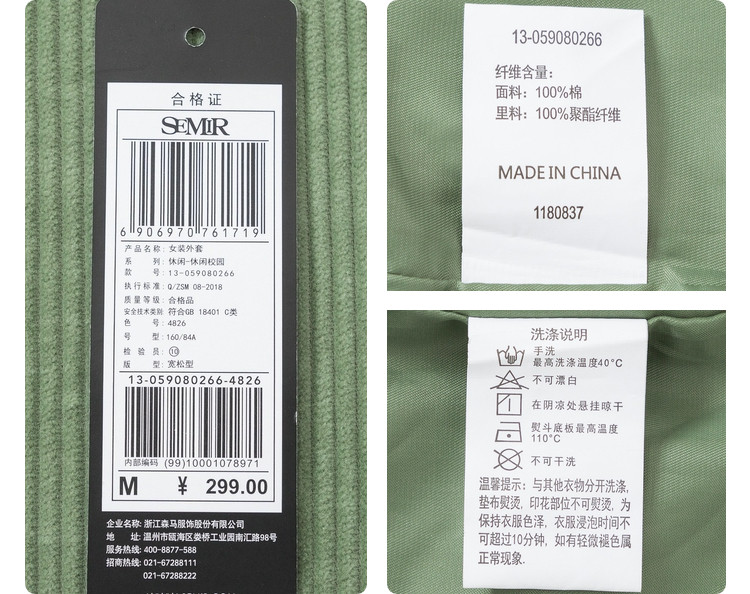 合格证
SEMIR
6 906970 761719
产品名称: 女装外套
系 列: 休闲-休闲校园
款 号: 13-059080266
执行标准: Q/ZSM 08-2018
质量等级: 合格品
安全技术类别: 符合GB 18401 C类
色 号: 4826
号 型: 160/84A
检 验 员: ⑩
版 型: 宽松型
13-059080266-4826
内部编码 (99)10001078971
M ¥ 299.00
企业名称: 浙江森马服饰股份有限公司
地 址: 温州市瓯海区娄桥工业园南汇路98号
服务热线: 400-8877-588
招商热线: 021-67288111
021-67288222
13-059080266
纤维含量:
面料: 100%棉
里料: 100%聚酯纤维
MADE IN CHINA
1180837
洗涤说明
手洗
最高洗涤温度40°C
不可漂白
在阴凉处悬挂晾干
熨斗底板最高温度
110°C
不可干洗
温馨提示: 与其他衣物分开洗涤,
垫布熨烫, 印花部位不可熨烫, 为
保持衣服色泽, 衣服浸泡时间不
可超过10分钟, 如有轻微褪色属
正常现象.